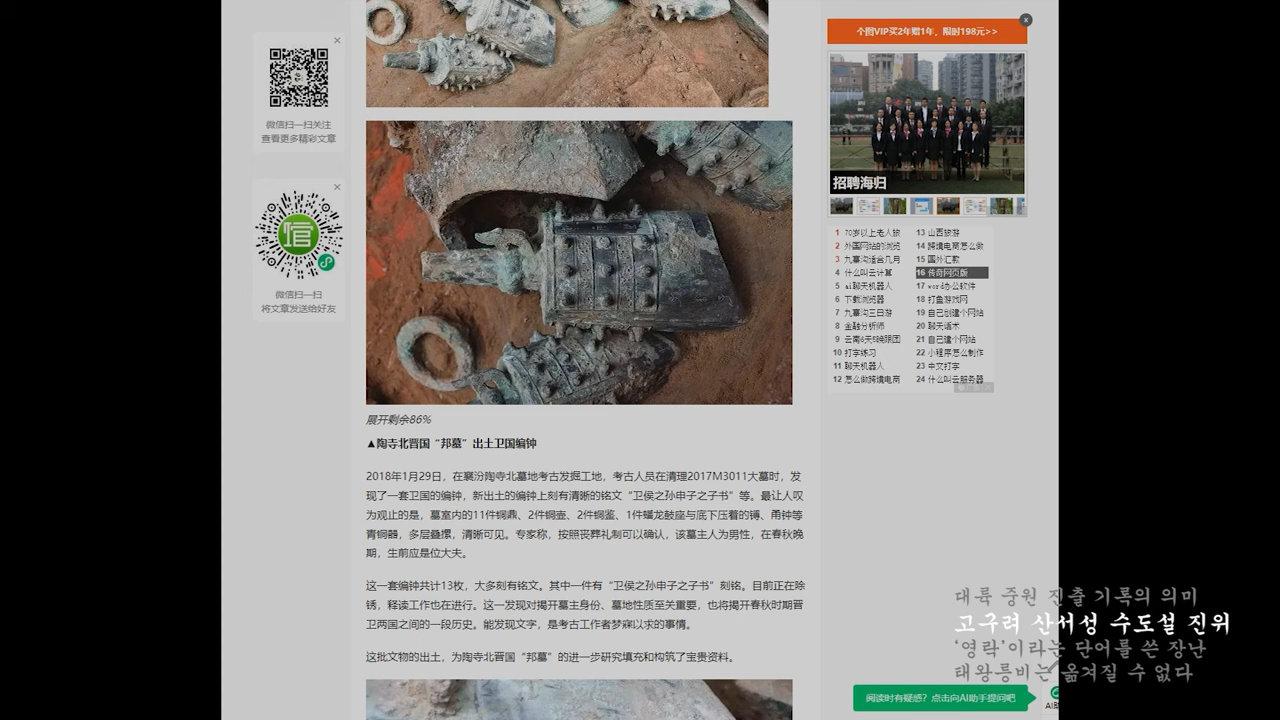 微信扫一扫关注
查看更多精彩文章
微信扫一扫
将文章发送给好友
展开剩余86%
▲陶寺北晋国“邦墓”出土卫国编钟
2018年1月29日，在襄汾陶寺北墓地考古发掘工地，考古人员在清理2017M3011大墓时，发
现了一套卫国的编钟，新出土的编钟上刻有清晰的铭文“卫侯之孙申子之子书”等。最让人叹
为观止的是，墓室内的11件铜鼎、2件铜壶、2件铜鉴、1件蟠龙鼓座与底下压着的镈、甬钟等
青铜器，多层叠摞，清晰可见。专家称，按照丧葬礼制可以确认，该墓主人为男性，在春秋晚
期，生前应是位大夫。
这一套编钟共计13枚，大多刻有铭文。其中一件有“卫侯之孙申子之子书”刻铭。目前正在除
锈，释读工作也在进行。这一发现对揭开墓主身份、墓地性质至关重要，也将揭开春秋时期晋
卫两国之间的一段历史。能发现文字，是考古工作者梦寐以求的事情。
这批文物的出土，为陶寺北晋国“邦墓”的进一步研究填充和构筑了宝贵资料。
个图VIP买2年赠1年，限时198元>>
招聘海归
1 70岁以上老人旅
2 外国网站的浏览
3 九寨沟适合几月
4 什么叫云计算
5 ai聊天机器人
6 下载浏览器
7 九寨沟三日游
8 金融分析师
9 云南6天5晚跟团
10 打字练习
11 聊天机器人
12 怎么做跨境电商
13 山西旅游
14 跨境电商怎么做
15 国外汇款
16 传奇网页版
17 word办公软件
18 打鱼游戏网
19 自己创建个网站
20 聊天话术
21 自己建个网站
22 小程序怎么制作
23 中文打字
24 什么叫云服务器
대륙 중원 진출 기록의 의미
고구려 산서성 수도설 진위
‘영락’이라는 단어를 쓴 장난
태왕릉비는 옮겨질 수 없다
阅读时有疑惑？点击向AI助手提问吧